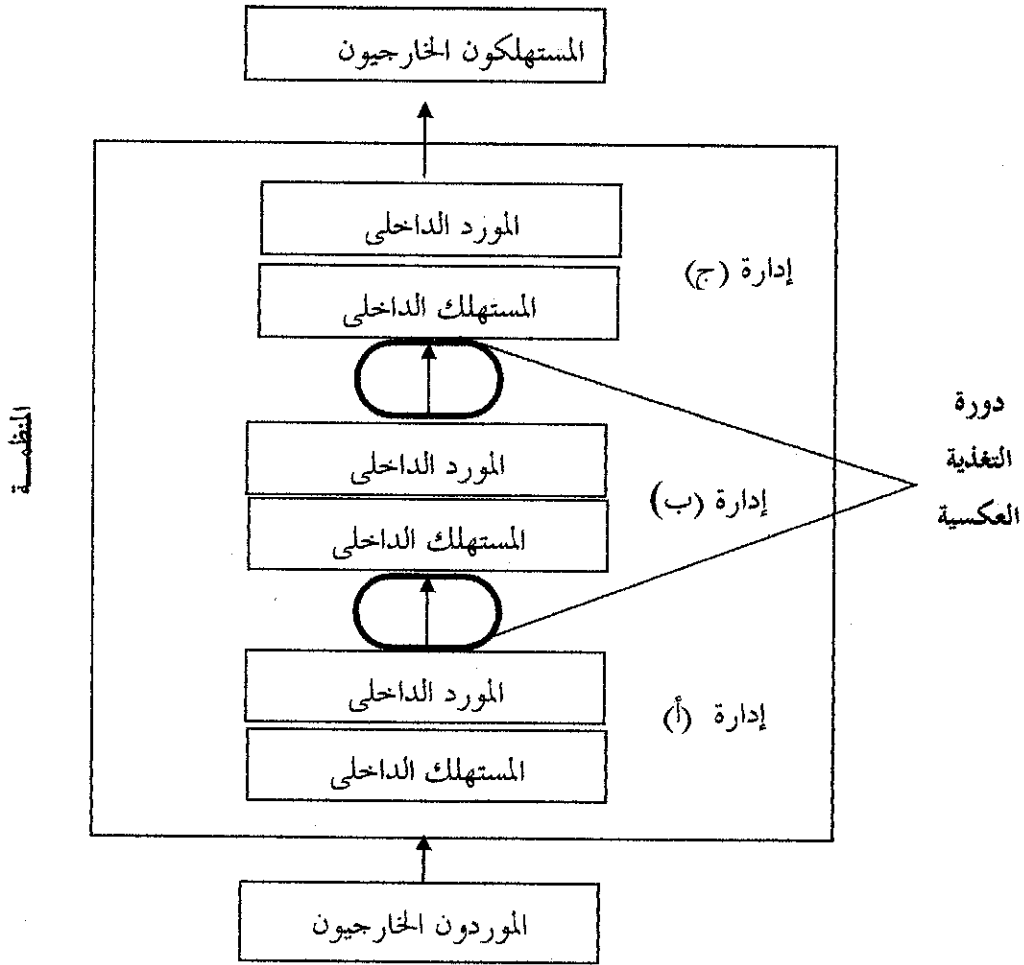 المستهلكون الخارجيون
المورد الداخلى
إدارة (ج)
المستهلك الداخلى
دورة
التغذية
العكسية
المنظمــة
المورد الداخلى
إدارة (ب)
المستهلك الداخلى
المورد الداخلى
إدارة (أ)
المستهلك الداخلى
الموردون الخارجيون